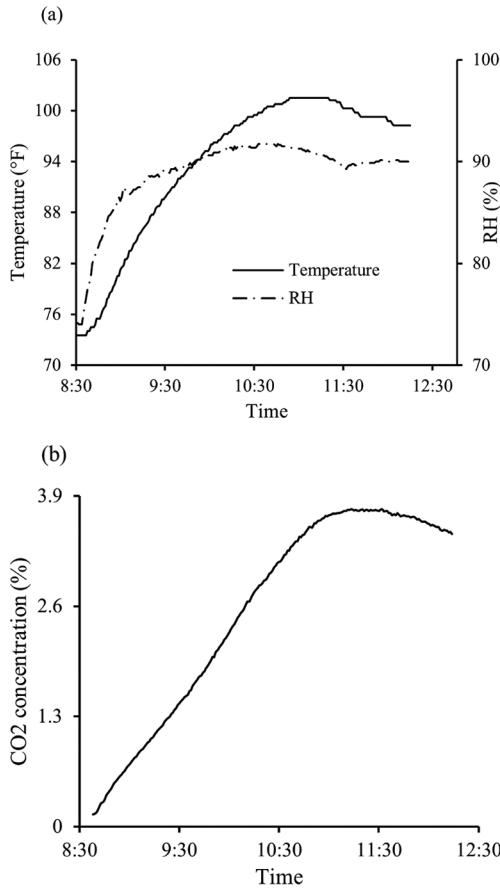 (a)
106
100
94
88
82
76
70
100
90
80
70
Temperature (°F)
RH (%)
Temperature
RH
8:30 9:30 10:30 11:30 12:30
Time
(b)
3.9
2.6
1.3
0
CO2 concentration (%)
8:30 9:30 10:30 11:30 12:30
Time